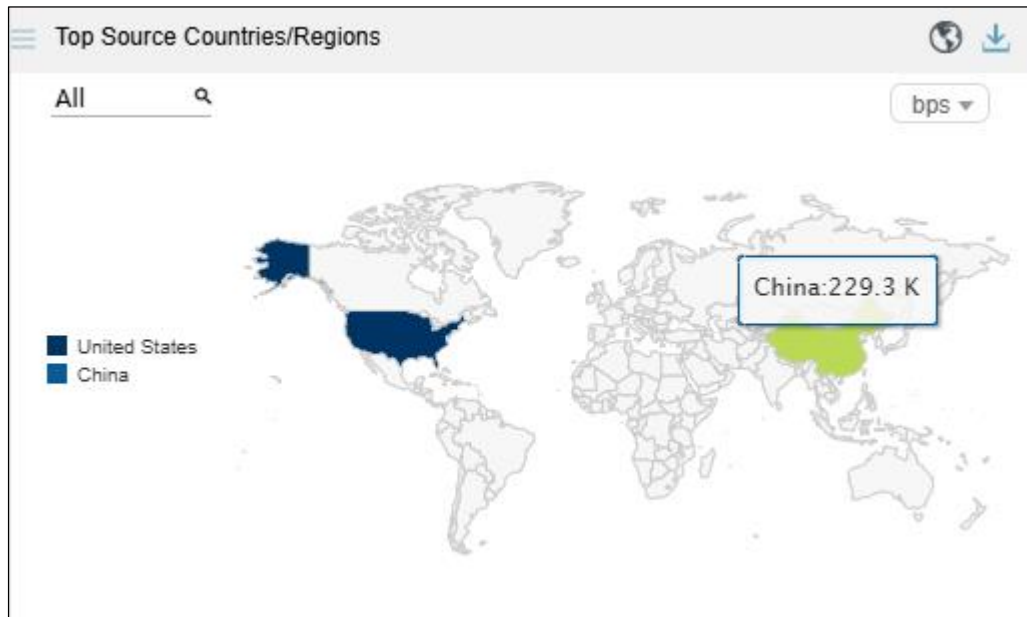 Top Source Countries/Regions
All
bps
China:229.3 K
United States
China